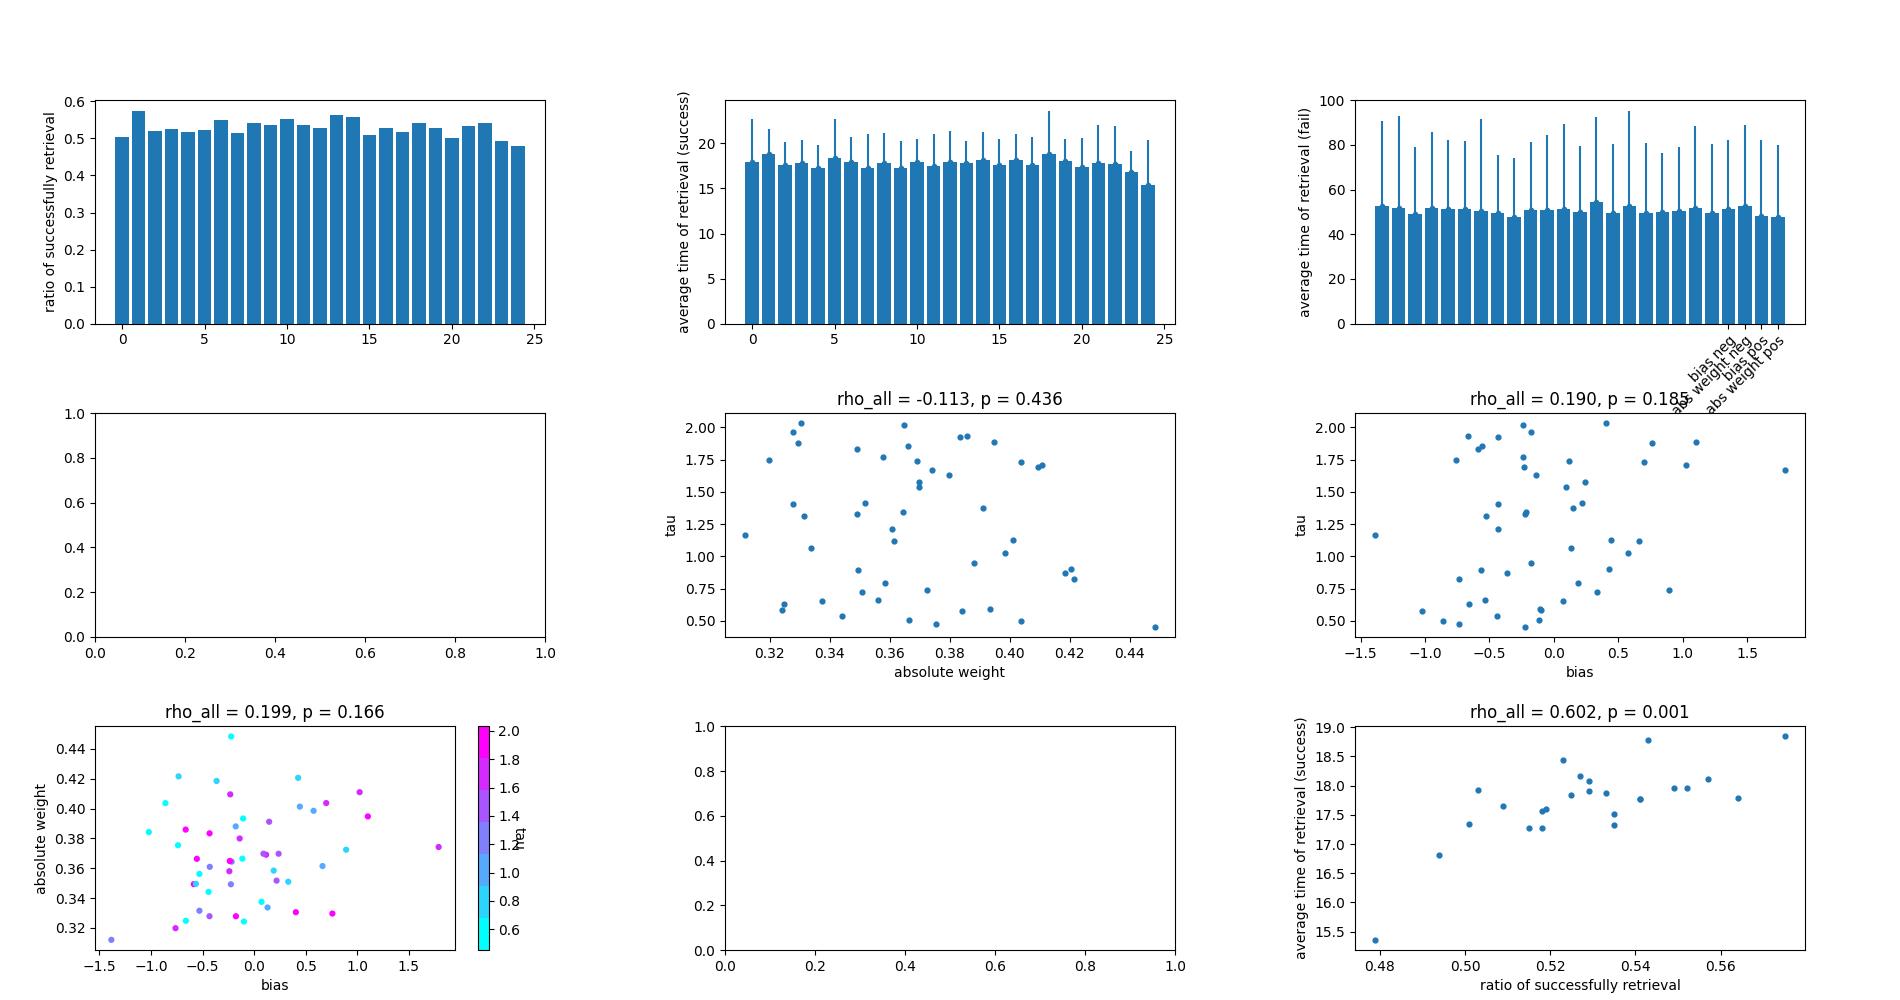 ratio of successfully retrieval
0.6
0.5
0.4
0.3
0.2
0.1
0.0
0 5 10 15 20 25
average time of retrieval (success)
20
15
10
5
0
0 5 10 15 20 25
average time of retrieval (fail)
100
80
60
40
20
0
bias neg
abs weight neg
bias pos
abs weight pos
1.0
0.8
0.6
0.4
0.2
0.0
0.0 0.2 0.4 0.6 0.8 1.0
rho_all = -0.113, p = 0.436
tau
2.00
1.75
1.50
1.25
1.00
0.75
0.50
0.32 0.34 0.36 0.38 0.40 0.42 0.44
absolute weight
rho_all = 0.190, p = 0.185
tau
2.00
1.75
1.50
1.25
1.00
0.75
0.50
−1.5 −1.0 −0.5 0.0 0.5 1.0 1.5
bias
rho_all = 0.199, p = 0.166
absolute weight
0.44
0.42
0.40
0.38
0.36
0.34
0.32
−1.5 −1.0 −0.5 0.0 0.5 1.0 1.5
bias
2.0
1.8
1.6
1.4
1.2
1.0
0.8
0.6
tau
1.0
0.8
0.6
0.4
0.2
0.0
0.0 0.2 0.4 0.6 0.8 1.0
rho_all = 0.602, p = 0.001
average time of retrieval (success)
19.0
18.5
18.0
17.5
17.0
16.5
16.0
15.5
0.48 0.50 0.52 0.54 0.56
ratio of successfully retrieval